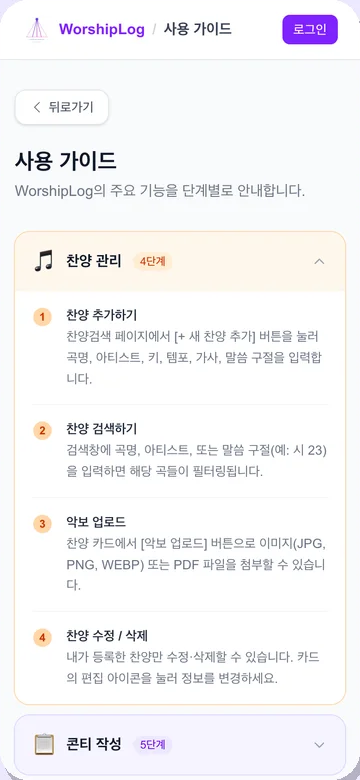 WorshipLog / 사용 가이드
로그인
뒤로가기
사용 가이드
WorshipLog의 주요 기능을 단계별로 안내합니다.
찬양 관리 4단계
1 찬양 추가하기
찬양검색 페이지에서 [+ 새 찬양 추가] 버튼을 눌러
곡명, 아티스트, 키, 템포, 가사, 말씀 구절을 입력합
니다.
2 찬양 검색하기
검색창에 곡명, 아티스트, 또는 말씀 구절(예: 시 23)
을 입력하면 해당 곡들이 필터링됩니다.
3 악보 업로드
찬양 카드에서 [악보 업로드] 버튼으로 이미지(JPG,
PNG, WEBP) 또는 PDF 파일을 첨부할 수 있습니
다.
4 찬양 수정 / 삭제
내가 등록한 찬양만 수정·삭제할 수 있습니다. 카드
의 편집 아이콘을 눌러 정보를 변경하세요.
콘티 작성 5단계